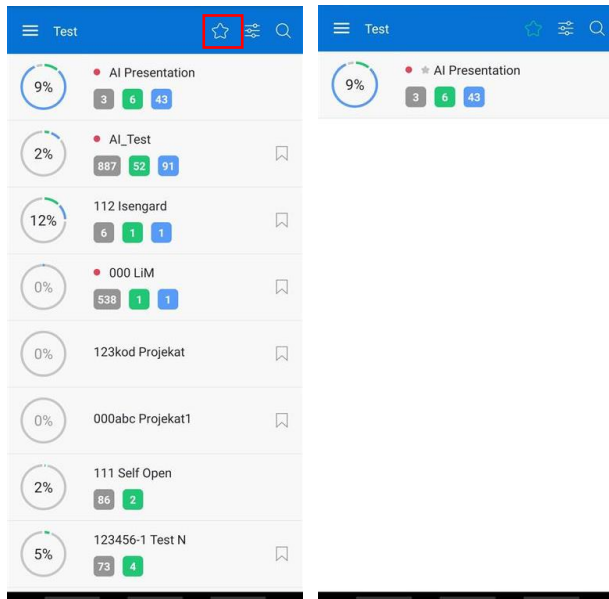 Test
9%
AI Presentation
3 6 43
2%
AI_Test
887 52 91
12%
112 Isengard
6 1 1
0%
000 LiM
538 1 1
0%
123kod Projekat
0%
000abc Projekat1
2%
111 Self Open
86 2
5%
123456-1 Test N
73 4
Test
9%
AI Presentation
3 6 43